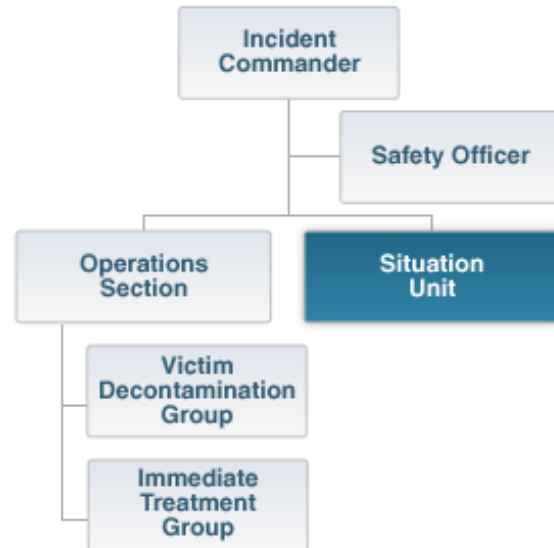 Incident
Commander
Safety Officer
Operations
Section
Situation
Unit
Victim
Decontamination
Group
Immediate
Treatment
Group